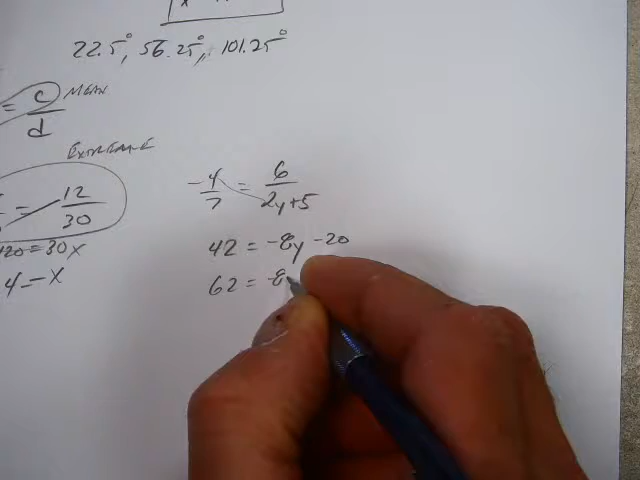 22.5°, 56.25°, 101.25°
= c/d MEAN
EXTREME
= 12/30
120 = 30x
4 = x
-4/7 = 6/2y+5
42 = -8y -20
62 = -8